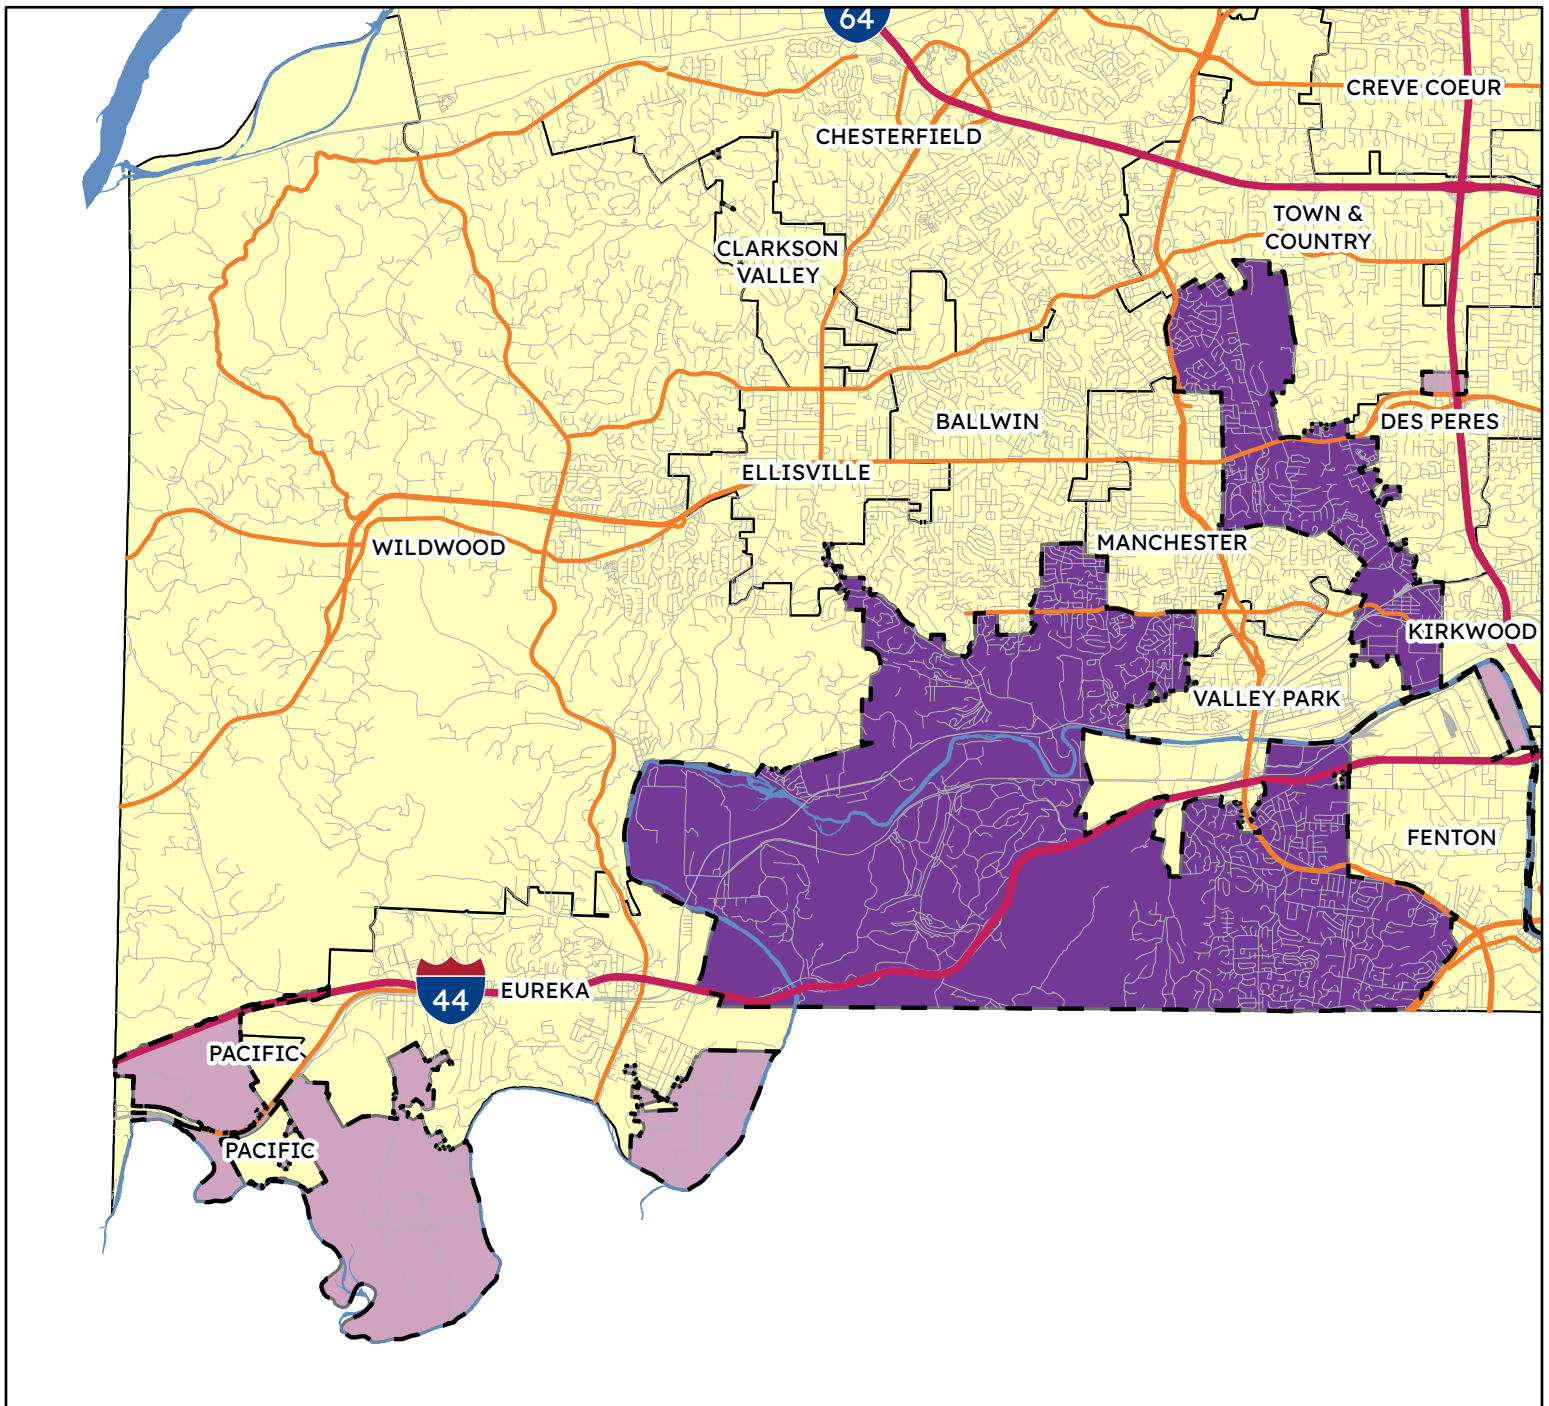 64
CREVE COEUR
CHESTERFIELD
TOWN &
COUNTRY
CLARKSON
VALLEY
BALLWIN
DES PERES
ELLISVILLE
WILDWOOD
MANCHESTER
KIRKWOOD
VALLEY PARK
FENTON
44
EUREKA
PACIFIC
PACIFIC